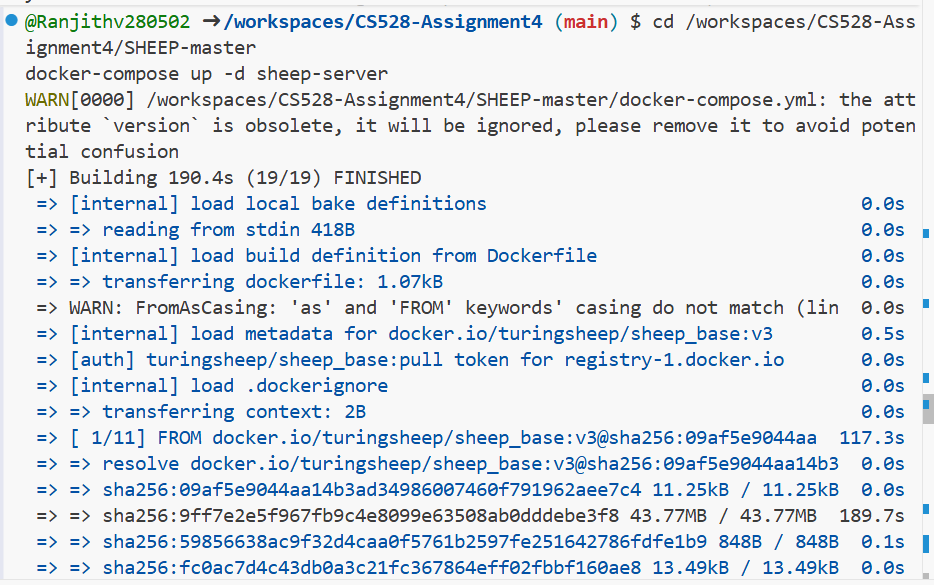 @Ranjithv280502 ➜/workspaces/CS528-Assignment4 (main) $ cd /workspaces/CS528-Ass
ignment4/SHEEP-master
docker-compose up -d sheep-server
WARN[0000] /workspaces/CS528-Assignment4/SHEEP-master/docker-compose.yml: the att
ribute `version` is obsolete, it will be ignored, please remove it to avoid poten
tial confusion
[+] Building 190.4s (19/19) FINISHED
=> [internal] load local bake definitions 0.0s
=> => reading from stdin 418B 0.0s
=> [internal] load build definition from Dockerfile 0.0s
=> => transferring dockerfile: 1.07kB 0.0s
=> WARN: FromAsCasing: 'as' and 'FROM' keywords' casing do not match (lin 0.0s
=> [internal] load metadata for docker.io/turingsheep/sheep_base:v3 0.5s
=> [auth] turingsheep/sheep_base:pull token for registry-1.docker.io 0.0s
=> [internal] load .dockerignore 0.0s
=> => transferring context: 2B 0.0s
=> [ 1/11] FROM docker.io/turingsheep/sheep_base:v3@sha256:09af5e9044aa 117.3s
=> => resolve docker.io/turingsheep/sheep_base:v3@sha256:09af5e9044aa14b3 0.0s
=> => sha256:09af5e9044aa14b3ad34986007460f791962aee7c4 11.25kB / 11.25kB 0.0s
=> => sha256:9ff7e2e5f967fb9c4e8099e63508ab0dddebe3f8 43.77MB / 43.77MB 189.7s
=> => sha256:59856638ac9f32d4caa0f5761b2597fe251642786fdfe1b9 848B / 848B 0.1s
=> => sha256:fc0ac7d4c43db0a3c21fc367864eff02fbbf160ae8 13.49kB / 13.49kB 0.0s